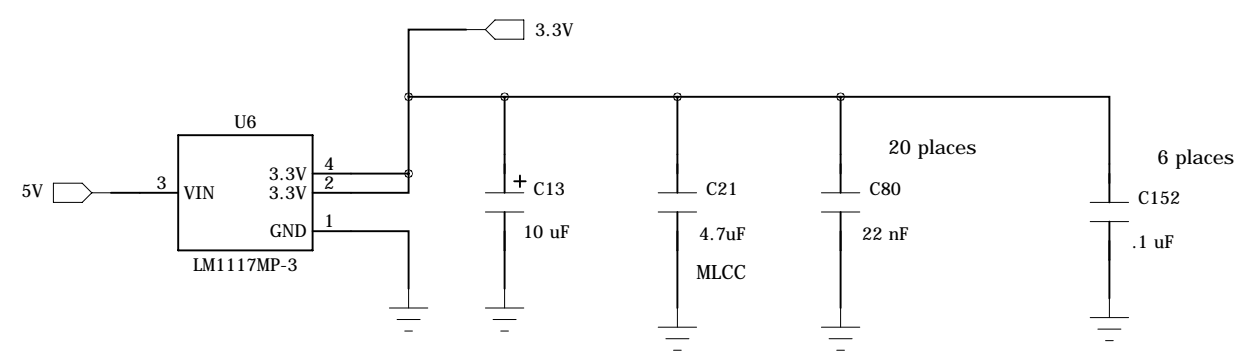 3.3V
U6
20 places
6 places
5V
3
VIN
3.3V
4
3.3V
2
GND
1
LM1117MP-3
+
C13
10 uF
C21
4.7uF
MLCC
C80
22 nF
C152
.1 uF